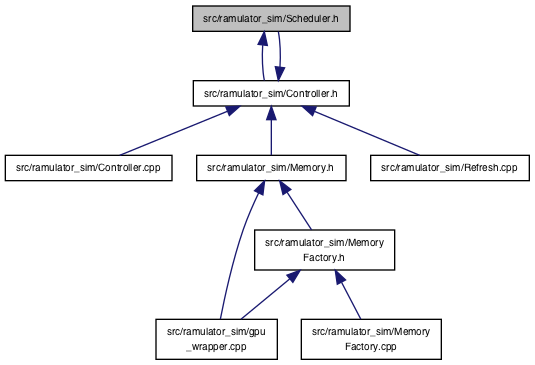 src/ramulator_sim/Scheduler.h
src/ramulator_sim/Controller.h
src/ramulator_sim/Controller.cpp
src/ramulator_sim/Memory.h
src/ramulator_sim/Refresh.cpp
src/ramulator_sim/Memory
Factory.h
src/ramulator_sim/gpu
_wrapper.cpp
src/ramulator_sim/Memory
Factory.cpp